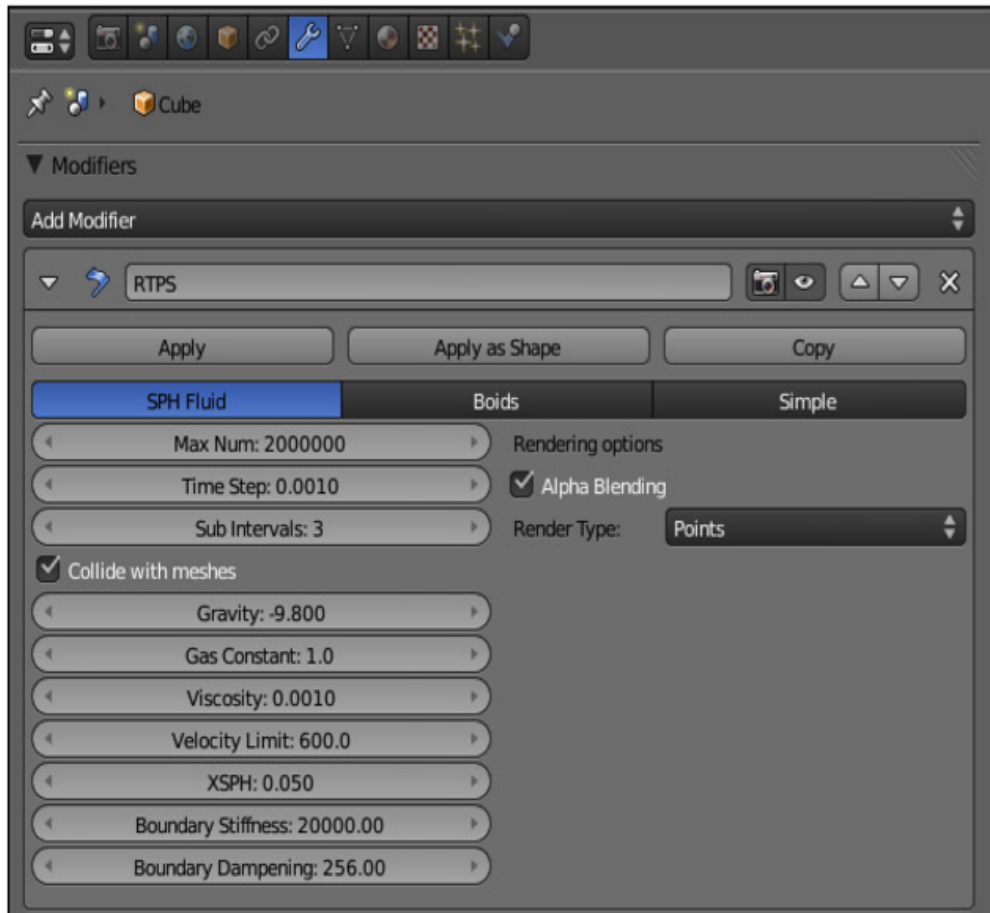 Cube
Modifiers
Add Modifier
RTPS
Apply Apply as Shape Copy
SPH Fluid Boids Simple
Max Num: 2000000 Rendering options
Time Step: 0.0010 Alpha Blending
Sub Intervals: 3 Render Type: Points
Collide with meshes
Gravity: -9.800
Gas Constant: 1.0
Viscosity: 0.0010
Velocity Limit: 600.0
XSPH: 0.050
Boundary Stiffness: 20000.00
Boundary Dampening: 256.00